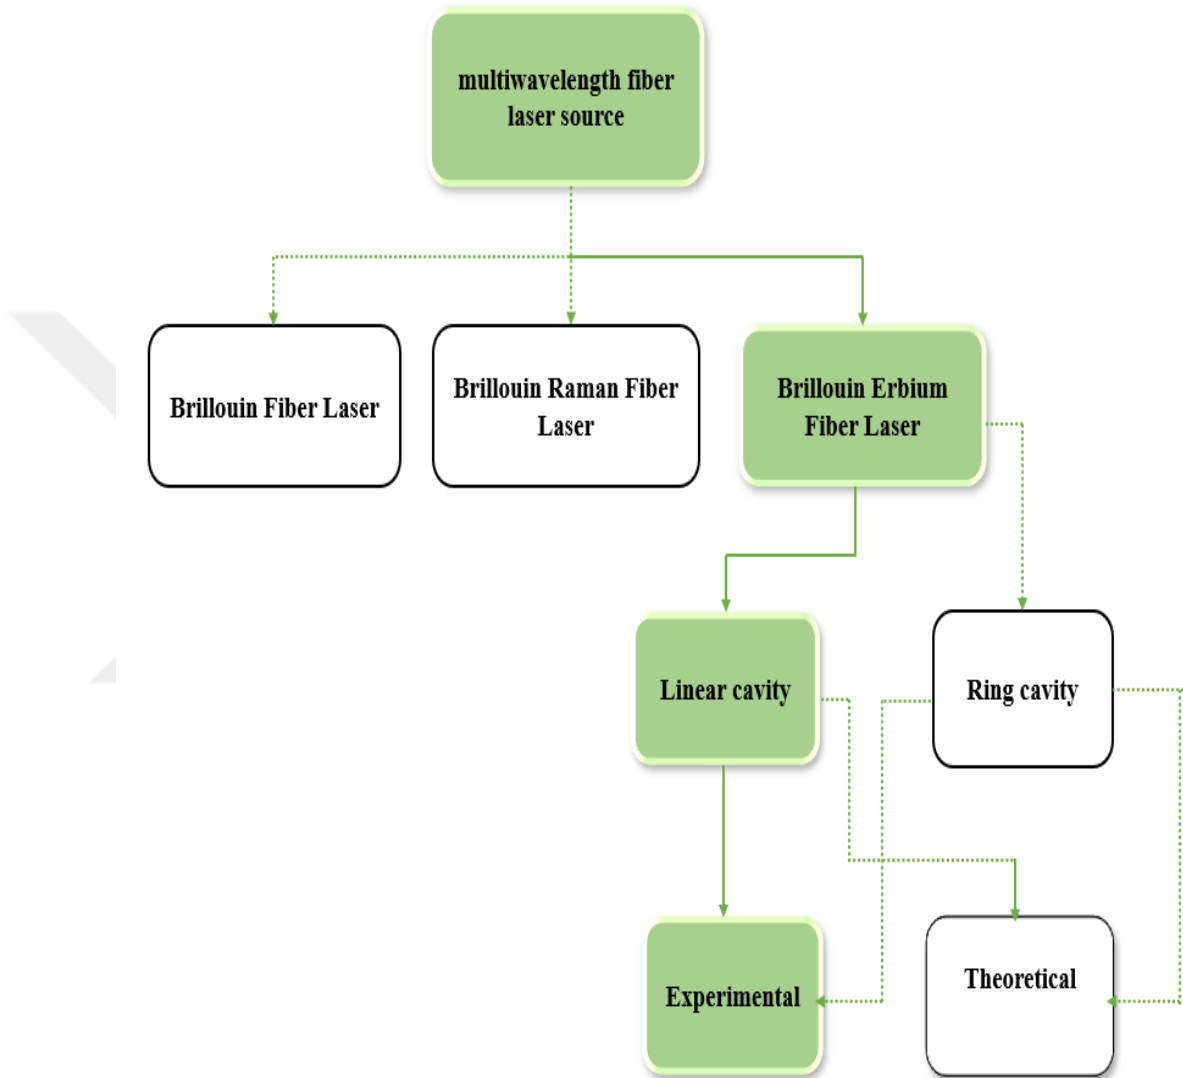 multiwavelength fiber
laser source
Brillouin Fiber Laser
Brillouin Raman Fiber
Laser
Brillouin Erbium
Fiber Laser
Linear cavity
Ring cavity
Experimental
Theoretical